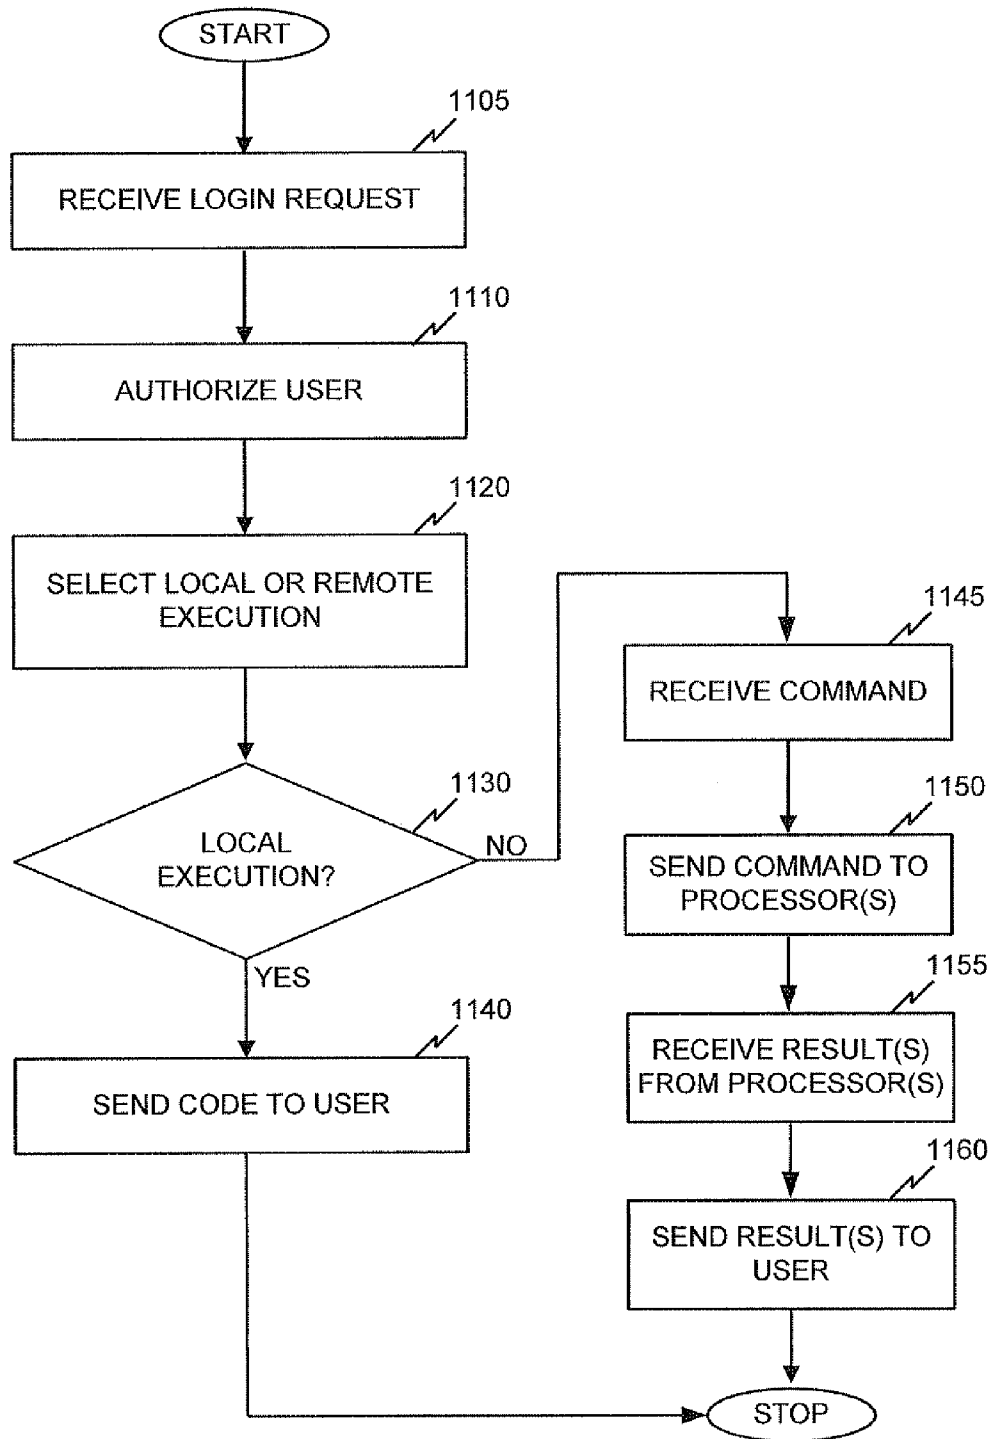 START
1105
RECEIVE LOGIN REQUEST
1110
AUTHORIZE USER
1120
SELECT LOCAL OR REMOTE
EXECUTION
1130
LOCAL
EXECUTION?
NO
YES
1140
SEND CODE TO USER
1145
RECEIVE COMMAND
1150
SEND COMMAND TO
PROCESSOR(S)
1155
RECEIVE RESULT(S)
FROM PROCESSOR(S)
1160
SEND RESULT(S) TO
USER
STOP